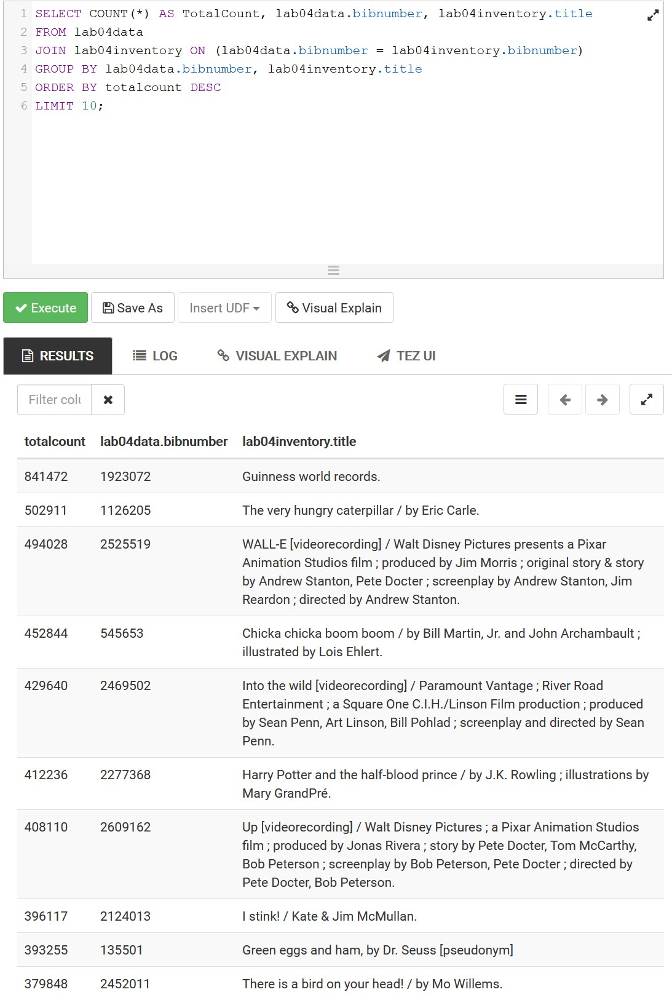 1 SELECT COUNT(*) AS TotalCount, lab04data.bibnumber, lab04inventory.title
2 FROM lab04data
3 JOIN lab04inventory ON (lab04data.bibnumber = lab04inventory.bibnumber)
4 GROUP BY lab04data.bibnumber, lab04inventory.title
5 ORDER BY totalcount DESC
6 LIMIT 10;
Execute Save As Insert UDF Visual Explain
RESULTS LOG VISUAL EXPLAIN TEZ UI
Filter colu
totalcount lab04data.bibnumber lab04inventory.title
841472 1923072 Guinness world records.
502911 1126205 The very hungry caterpillar / by Eric Carle.
494028 2525519 WALL-E [videorecording] / Walt Disney Pictures presents a Pixar
Animation Studios film ; produced by Jim Morris ; original story & story
by Andrew Stanton, Pete Docter ; screenplay by Andrew Stanton, Jim
Reardon ; directed by Andrew Stanton.
452844 545653 Chicka chicka boom boom / by Bill Martin, Jr. and John Archambault ;
illustrated by Lois Ehlert.
429640 2469502 Into the wild [videorecording] / Paramount Vantage ; River Road
Entertainment ; a Square One C.I.H./Linson Film production ; produced
by Sean Penn, Art Linson, Bill Pohlad ; screenplay and directed by Sean
Penn.
412236 2277368 Harry Potter and the half-blood prince / by J.K. Rowling ; illustrations by
Mary GrandPré.
408110 2609162 Up [videorecording] / Walt Disney Pictures ; a Pixar Animation Studios
film ; produced by Jonas Rivera ; story by Pete Docter, Tom McCarthy,
Bob Peterson ; screenplay by Bob Peterson, Pete Docter ; directed by
Pete Docter, Bob Peterson.
396117 2124013 I stink! / Kate & Jim McMullan.
393255 135501 Green eggs and ham, by Dr. Seuss [pseudonym]
379848 2452011 There is a bird on your head! / by Mo Willems.